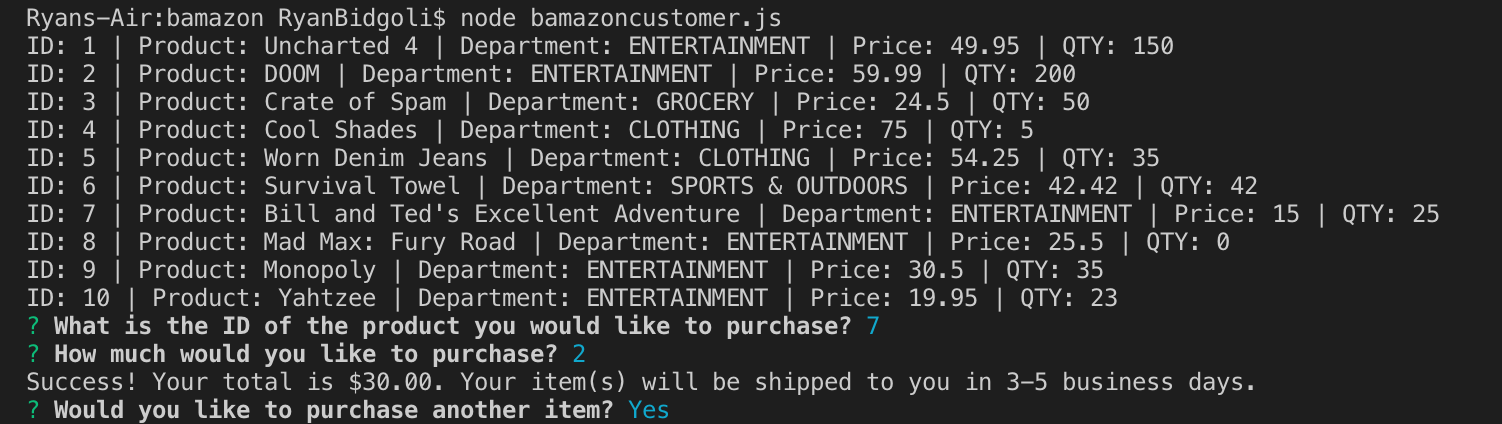 Ryans-Air:bamazon RyanBidgoli$ node bamazoncustomer.js
ID: 1 | Product: Uncharted 4 | Department: ENTERTAINMENT | Price: 49.95 | QTY: 150
ID: 2 | Product: DOOM | Department: ENTERTAINMENT | Price: 59.99 | QTY: 200
ID: 3 | Product: Crate of Spam | Department: GROCERY | Price: 24.5 | QTY: 50
ID: 4 | Product: Cool Shades | Department: CLOTHING | Price: 75 | QTY: 5
ID: 5 | Product: Worn Denim Jeans | Department: CLOTHING | Price: 54.25 | QTY: 35
ID: 6 | Product: Survival Towel | Department: SPORTS & OUTDOORS | Price: 42.42 | QTY: 42
ID: 7 | Product: Bill and Ted's Excellent Adventure | Department: ENTERTAINMENT | Price: 15 | QTY: 25
ID: 8 | Product: Mad Max: Fury Road | Department: ENTERTAINMENT | Price: 25.5 | QTY: 0
ID: 9 | Product: Monopoly | Department: ENTERTAINMENT | Price: 30.5 | QTY: 35
ID: 10 | Product: Yahtzee | Department: ENTERTAINMENT | Price: 19.95 | QTY: 23
? What is the ID of the product you would like to purchase? 7
? How much would you like to purchase? 2
Success! Your total is $30.00. Your item(s) will be shipped to you in 3-5 business days.
? Would you like to purchase another item? Yes